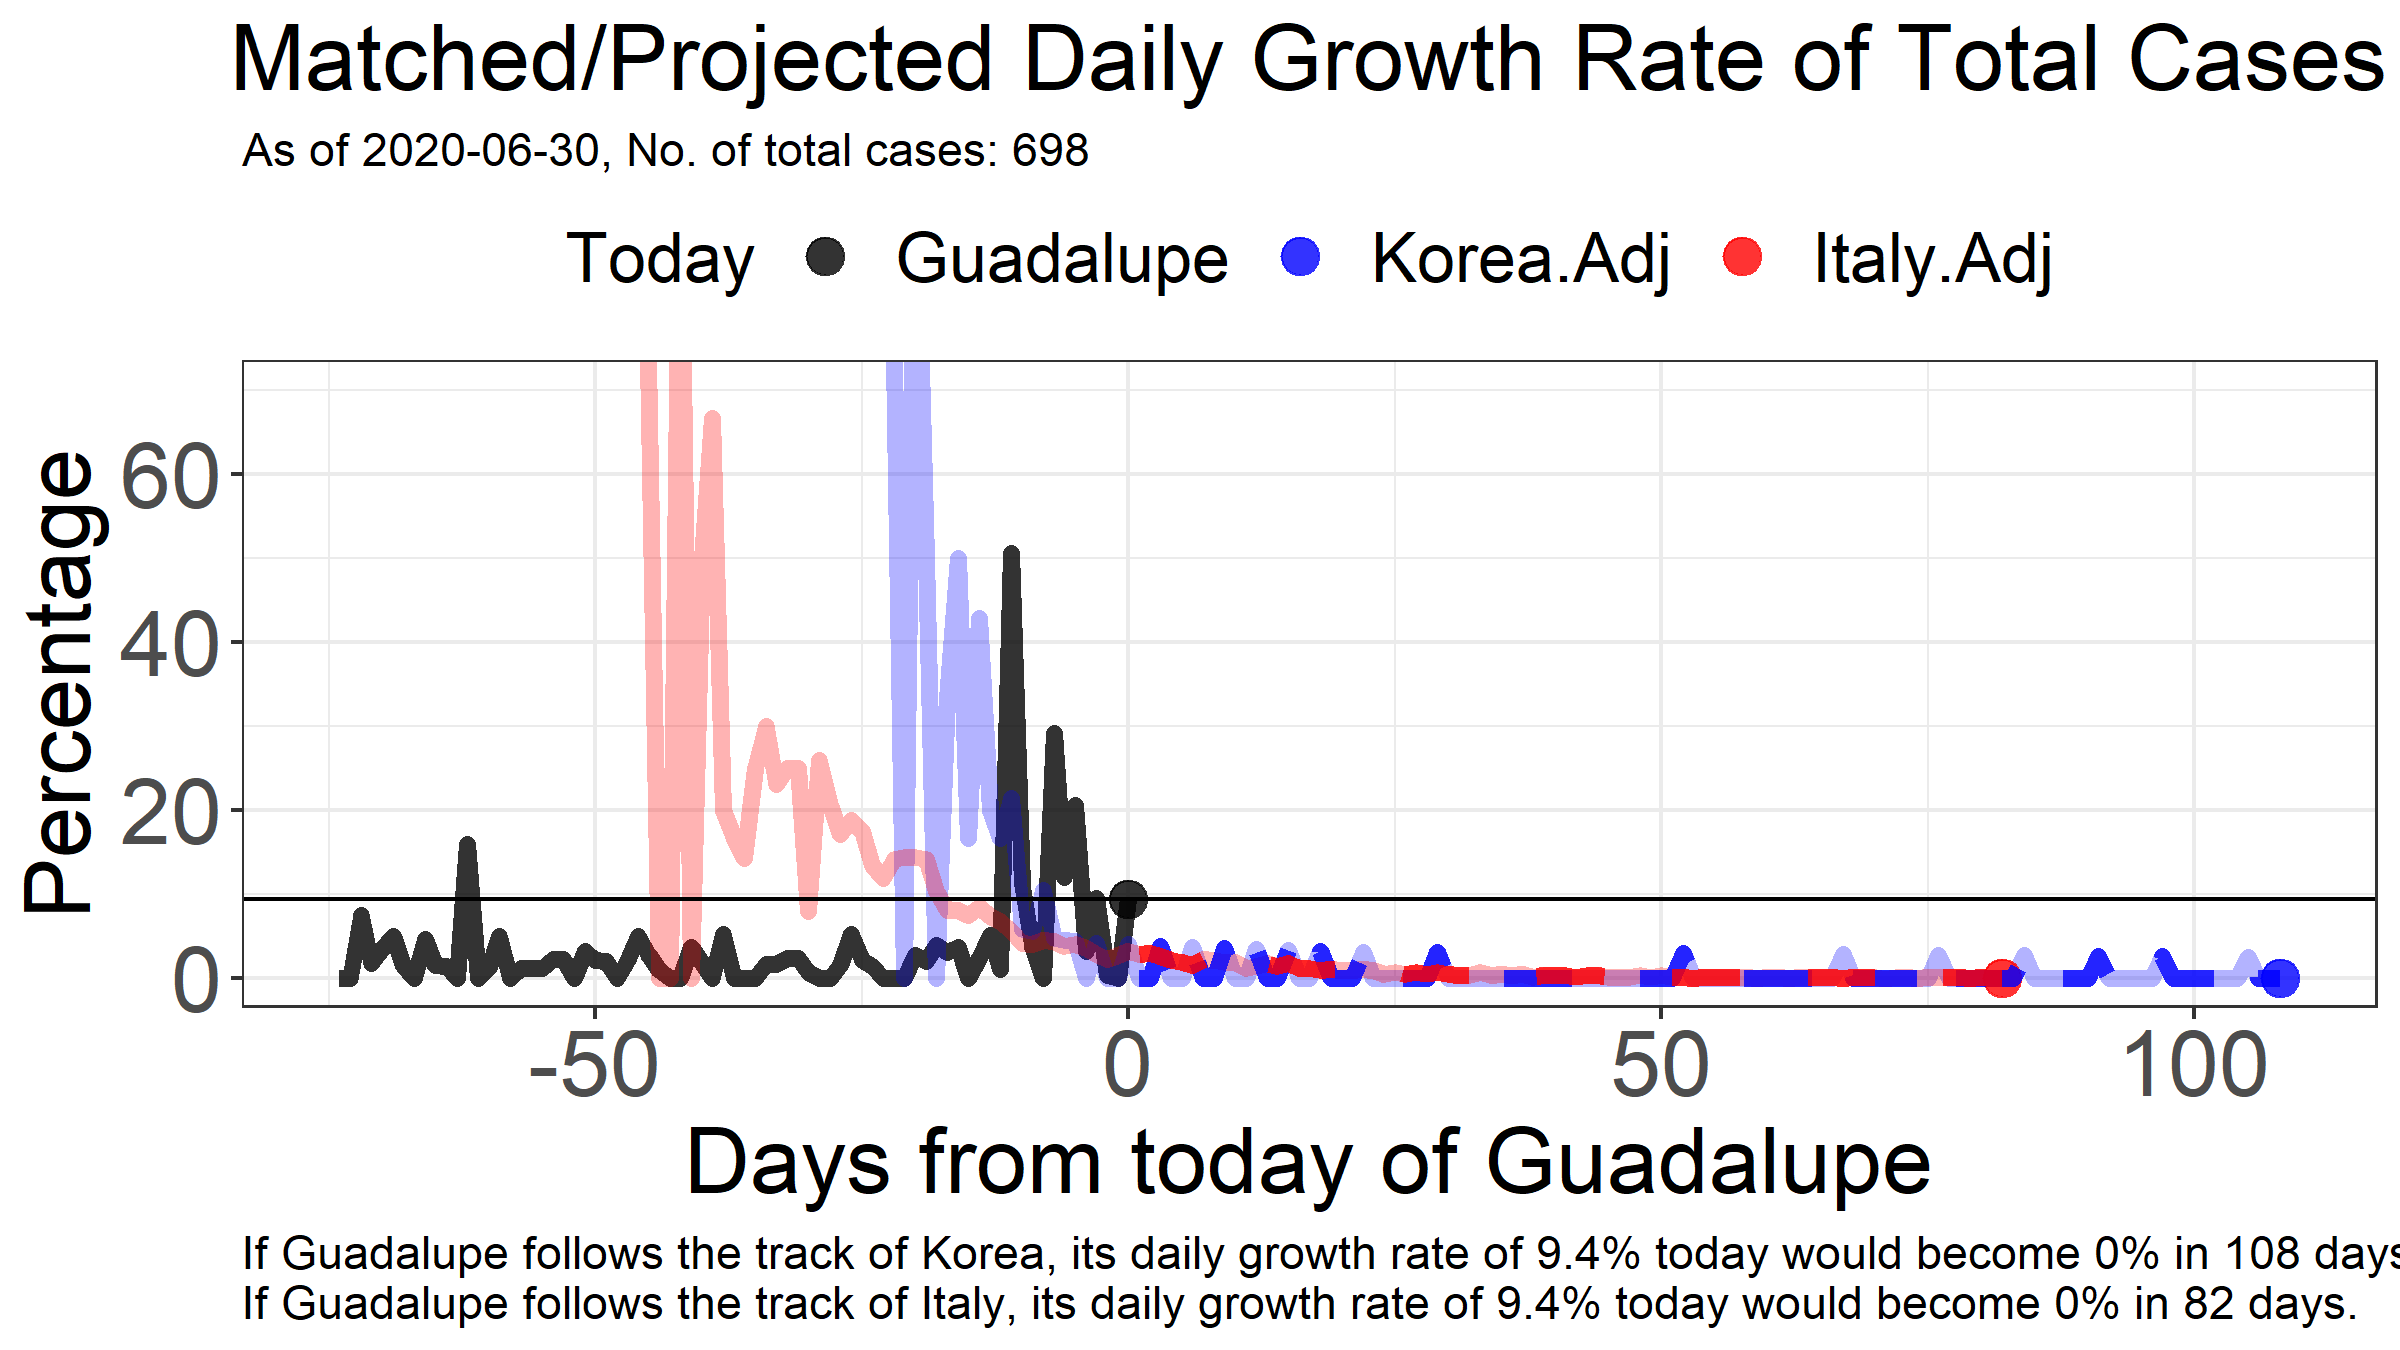 Matched/Projected Daily Growth Rate of Total Cases
As of 2020-06-30, No. of total cases: 698
Today Guadalupe Korea.Adj Italy.Adj
Percentage
60
40
20
0
-50 0 50 100
Days from today of Guadalupe
If Guadalupe follows the track of Korea, its daily growth rate of 9.4% today would become 0% in 108 days
If Guadalupe follows the track of Italy, its daily growth rate of 9.4% today would become 0% in 82 days.